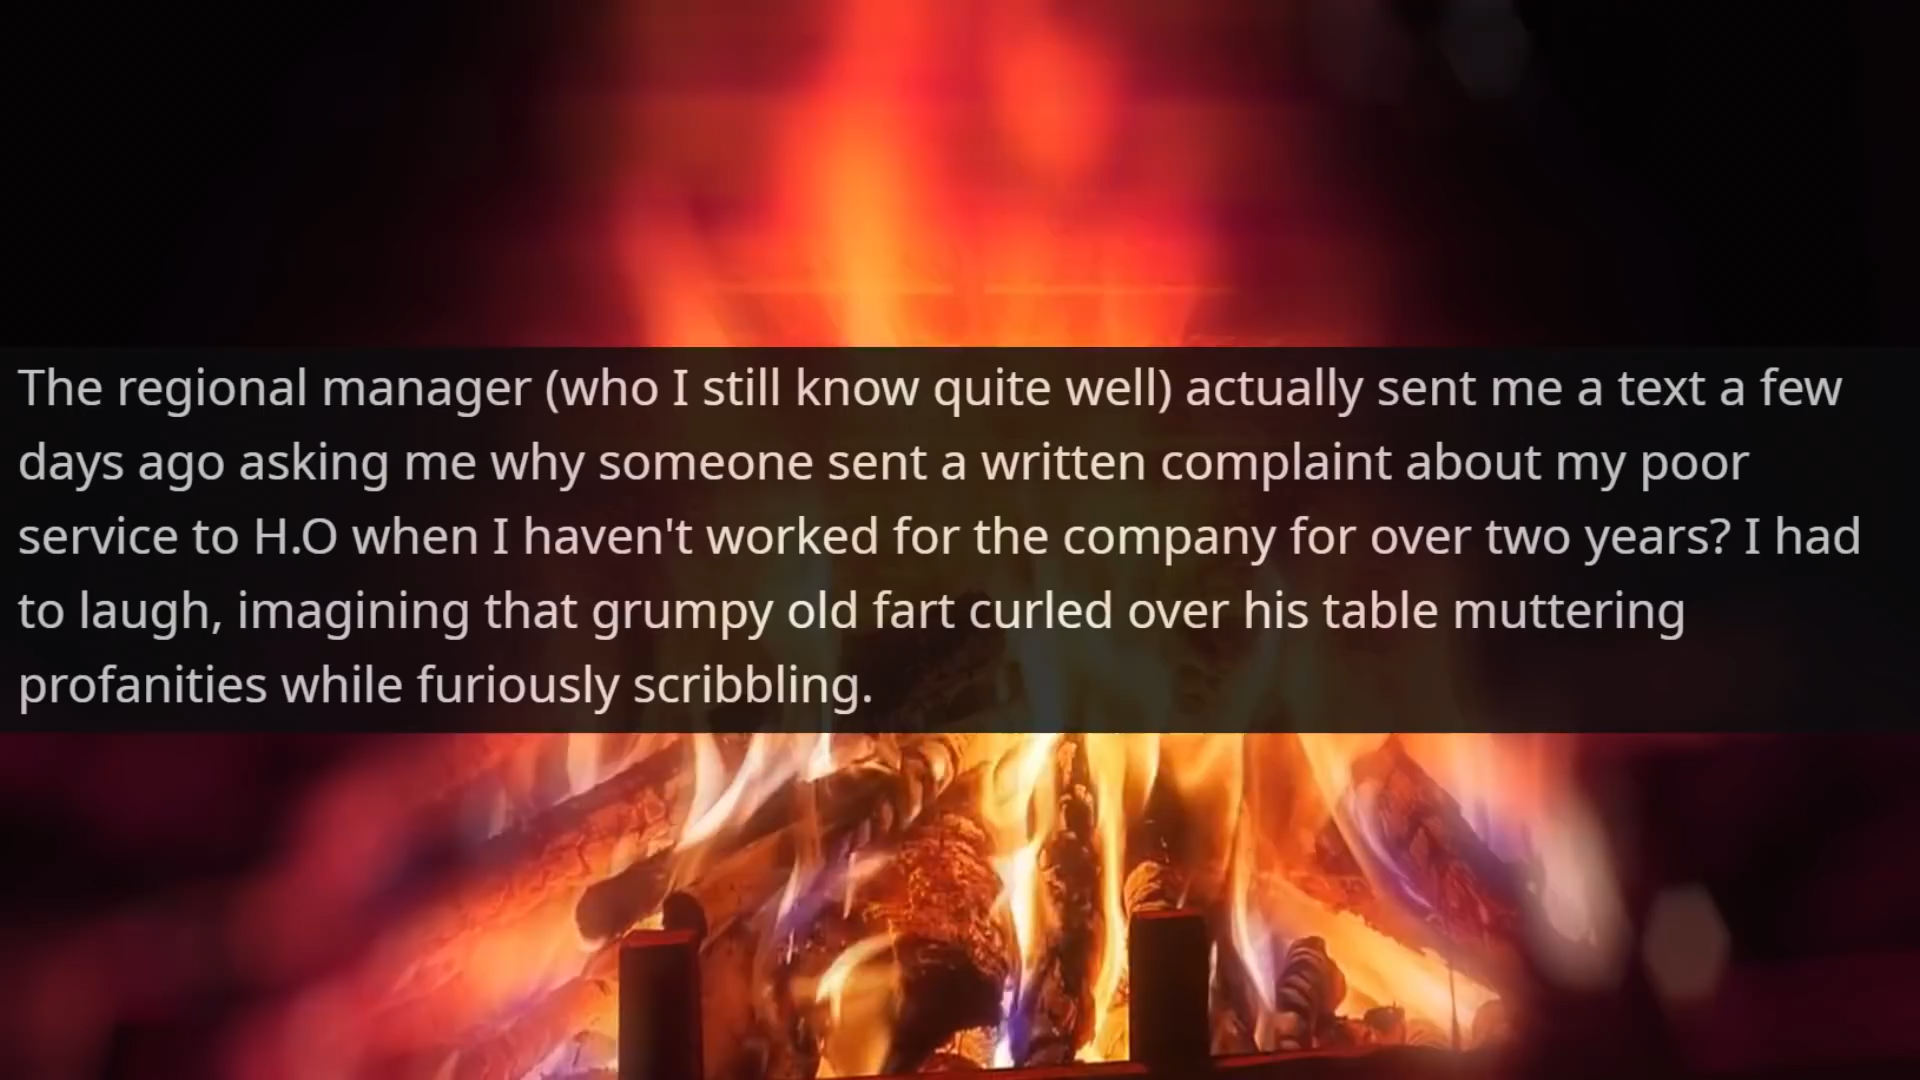 The regional manager (who I still know quite well) actually sent me a text a few
days ago asking me why someone sent a written complaint about my poor
service to H.O when I haven't worked for the company for over two years? I had
to laugh, imagining that grumpy old fart curled over his table muttering
profanities while furiously scribbling.